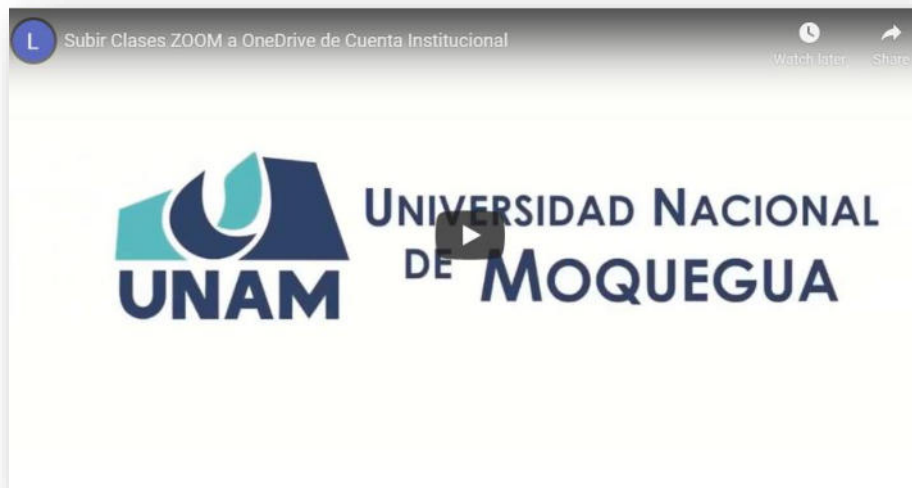 L
Subir Clases ZOOM a OneDrive de Cuenta Institucional
Watch later
Share
UNIVERSIDAD NACIONAL
DE MOQUEGUA
UNAM